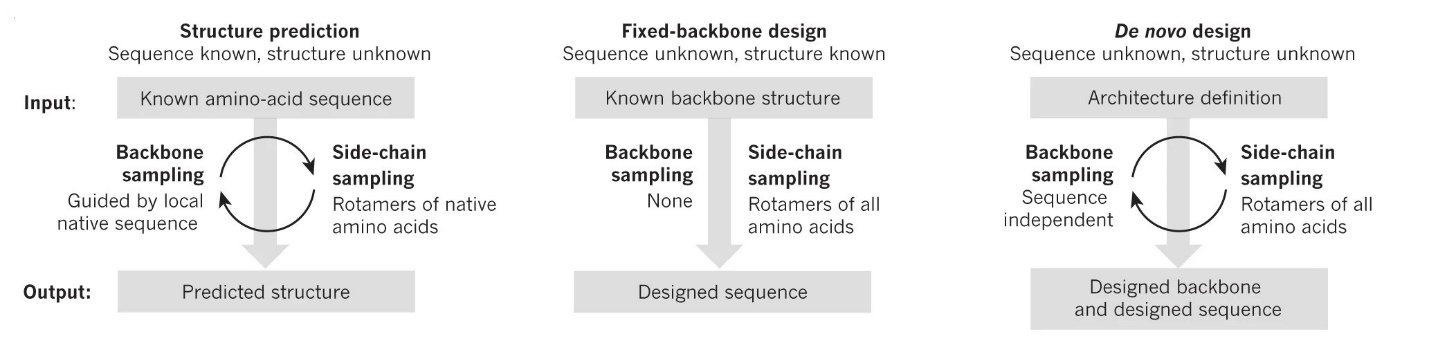 Structure prediction
Sequence known, structure unknown
Fixed-backbone design
Sequence unknown, structure known
De novo design
Sequence unknown, structure unknown
Input:
Known amino-acid sequence
Known backbone structure
Architecture definition
Backbone
sampling
Guided by local
native sequence
Side-chain
sampling
Rotamers of native
amino acids
Backbone
sampling
None
Side-chain
sampling
Rotamers of all
amino acids
Backbone
sampling
Sequence
independent
Side-chain
sampling
Rotamers of all
amino acids
Output:
Predicted structure
Designed sequence
Designed backbone
and designed sequence